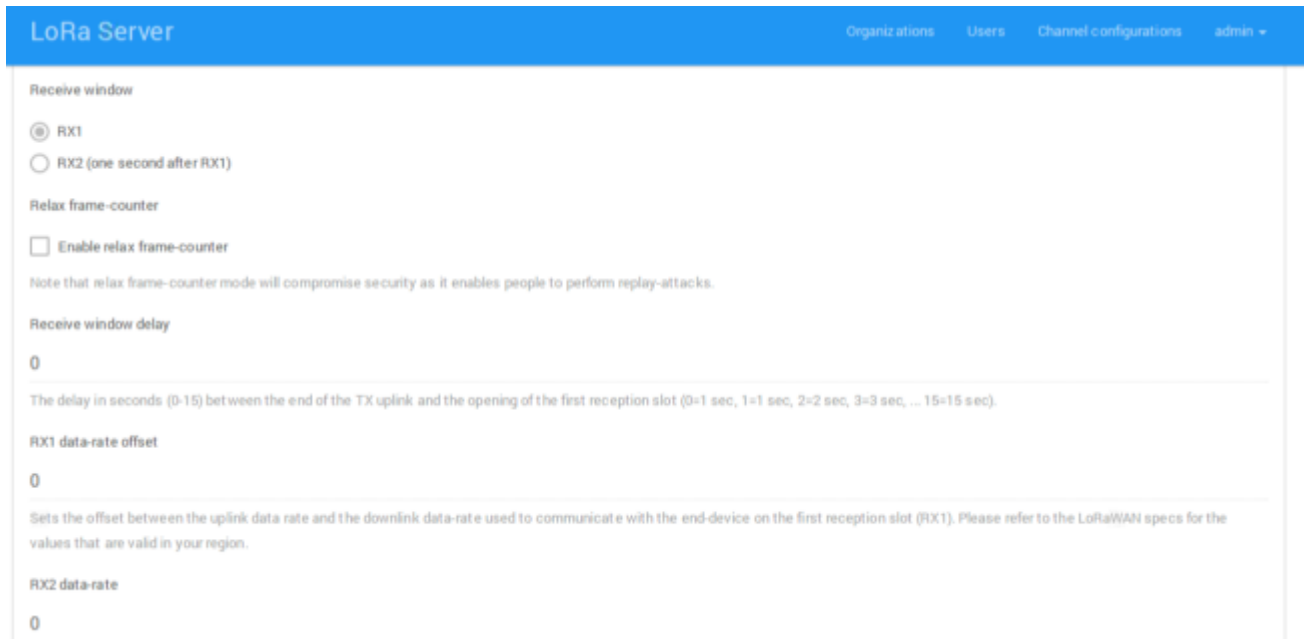 LoRa Server
Organizations Users Channel configurations admin
Receive window
RX1
RX2 (one second after RX1)
Relax frame-counter
Enable relax frame-counter
Note that relax frame-counter mode will compromise security as it enables people to perform replay-attacks.
Receive window delay
0
The delay in seconds (0-15) between the end of the TX uplink and the opening of the first reception slot (0=1 sec, 1=1 sec, 2=2 sec, 3=3 sec, ... 15=15 sec).
RX1 data-rate offset
0
Sets the offset between the uplink data rate and the downlink data-rate used to communicate with the end-device on the first reception slot (RX1). Please refer to the LoRaWAN specs for the
values that are valid in your region.
RX2 data-rate
0